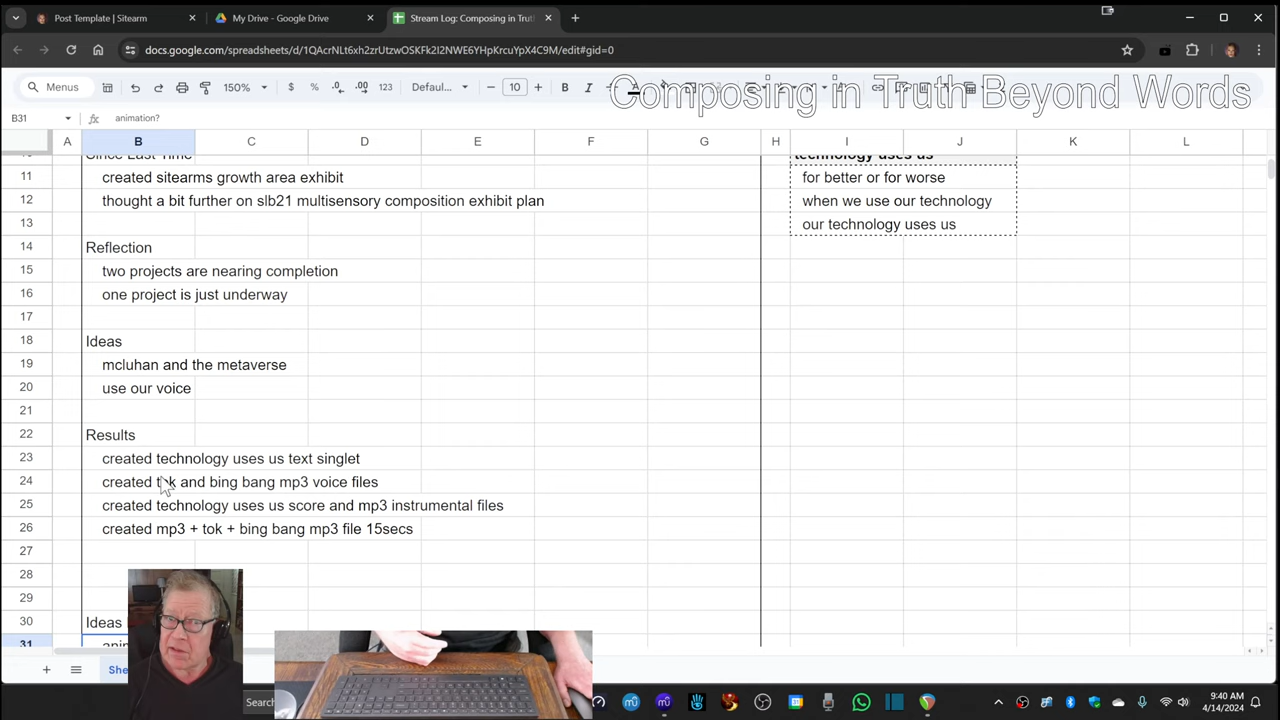 Post Template | Sitearm
My Drive - Google Drive
Stream Log: Composing in Trut
docs.google.com/spreadsheets/d/1QAcrNLt6xh2zrUtzwOSKFk2I2NWE6YHpKrcuYpX4C9M/edit#gid=0
Menus
150%
$
%
.0
.00
123
Defaul...
10
B
I
A
Composing in Truth Beyond Words
B31
animation?
A B C D E F G H I J K L
Since Last Time
technology uses us
11 created sitearms growth area exhibit
for better or for worse
12 thought a bit further on slb21 multisensory composition exhibit plan
when we use our technology
13
our technology uses us
14 Reflection
15 two projects are nearing completion
16 one project is just underway
17
18 Ideas
19 mcluhan and the metaverse
20 use our voice
21
22 Results
23 created technology uses us text singlet
24 created tok and bing bang mp3 voice files
25 created technology uses us score and mp3 instrumental files
26 created mp3 + tok + bing bang mp3 file 15secs
27
28
29
30 Ideas
31
She
Search
9:40 AM
4/14/2024